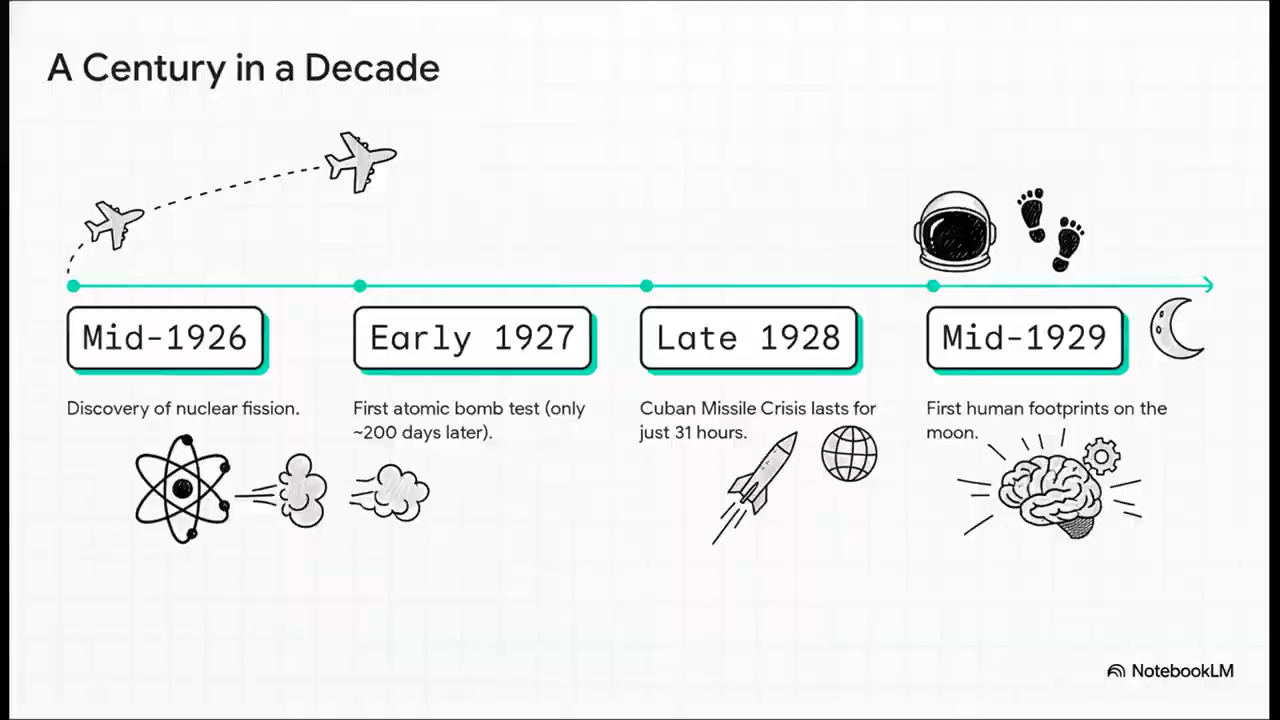 A Century in a Decade
Mid-1926
Early 1927
Late 1928
Mid-1929
Discovery of nuclear fission.
First atomic bomb test (only
~200 days later).
Cuban Missile Crisis lasts for
just 31 hours.
First human footprints on the
moon.
NotebookLM